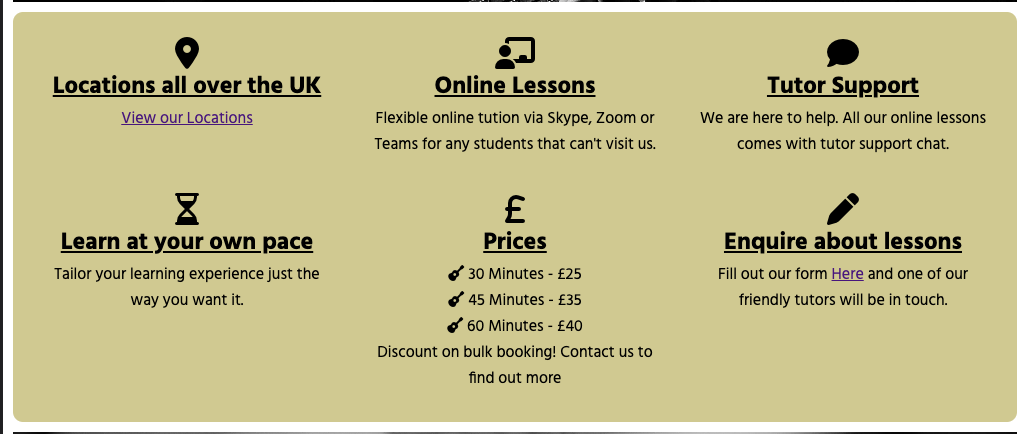 Locations all over the UK
View our Locations
Online Lessons
Flexible online tution via Skype, Zoom or
Teams for any students that can't visit us.
Tutor Support
We are here to help. All our online lessons
comes with tutor support chat.
Learn at your own pace
Tailor your learning experience just the
way you want it.
£
Prices
30 Minutes - £25
45 Minutes - £35
60 Minutes - £40
Discount on bulk booking! Contact us to
find out more
Enquire about lessons
Fill out our form Here and one of our
friendly tutors will be in touch.